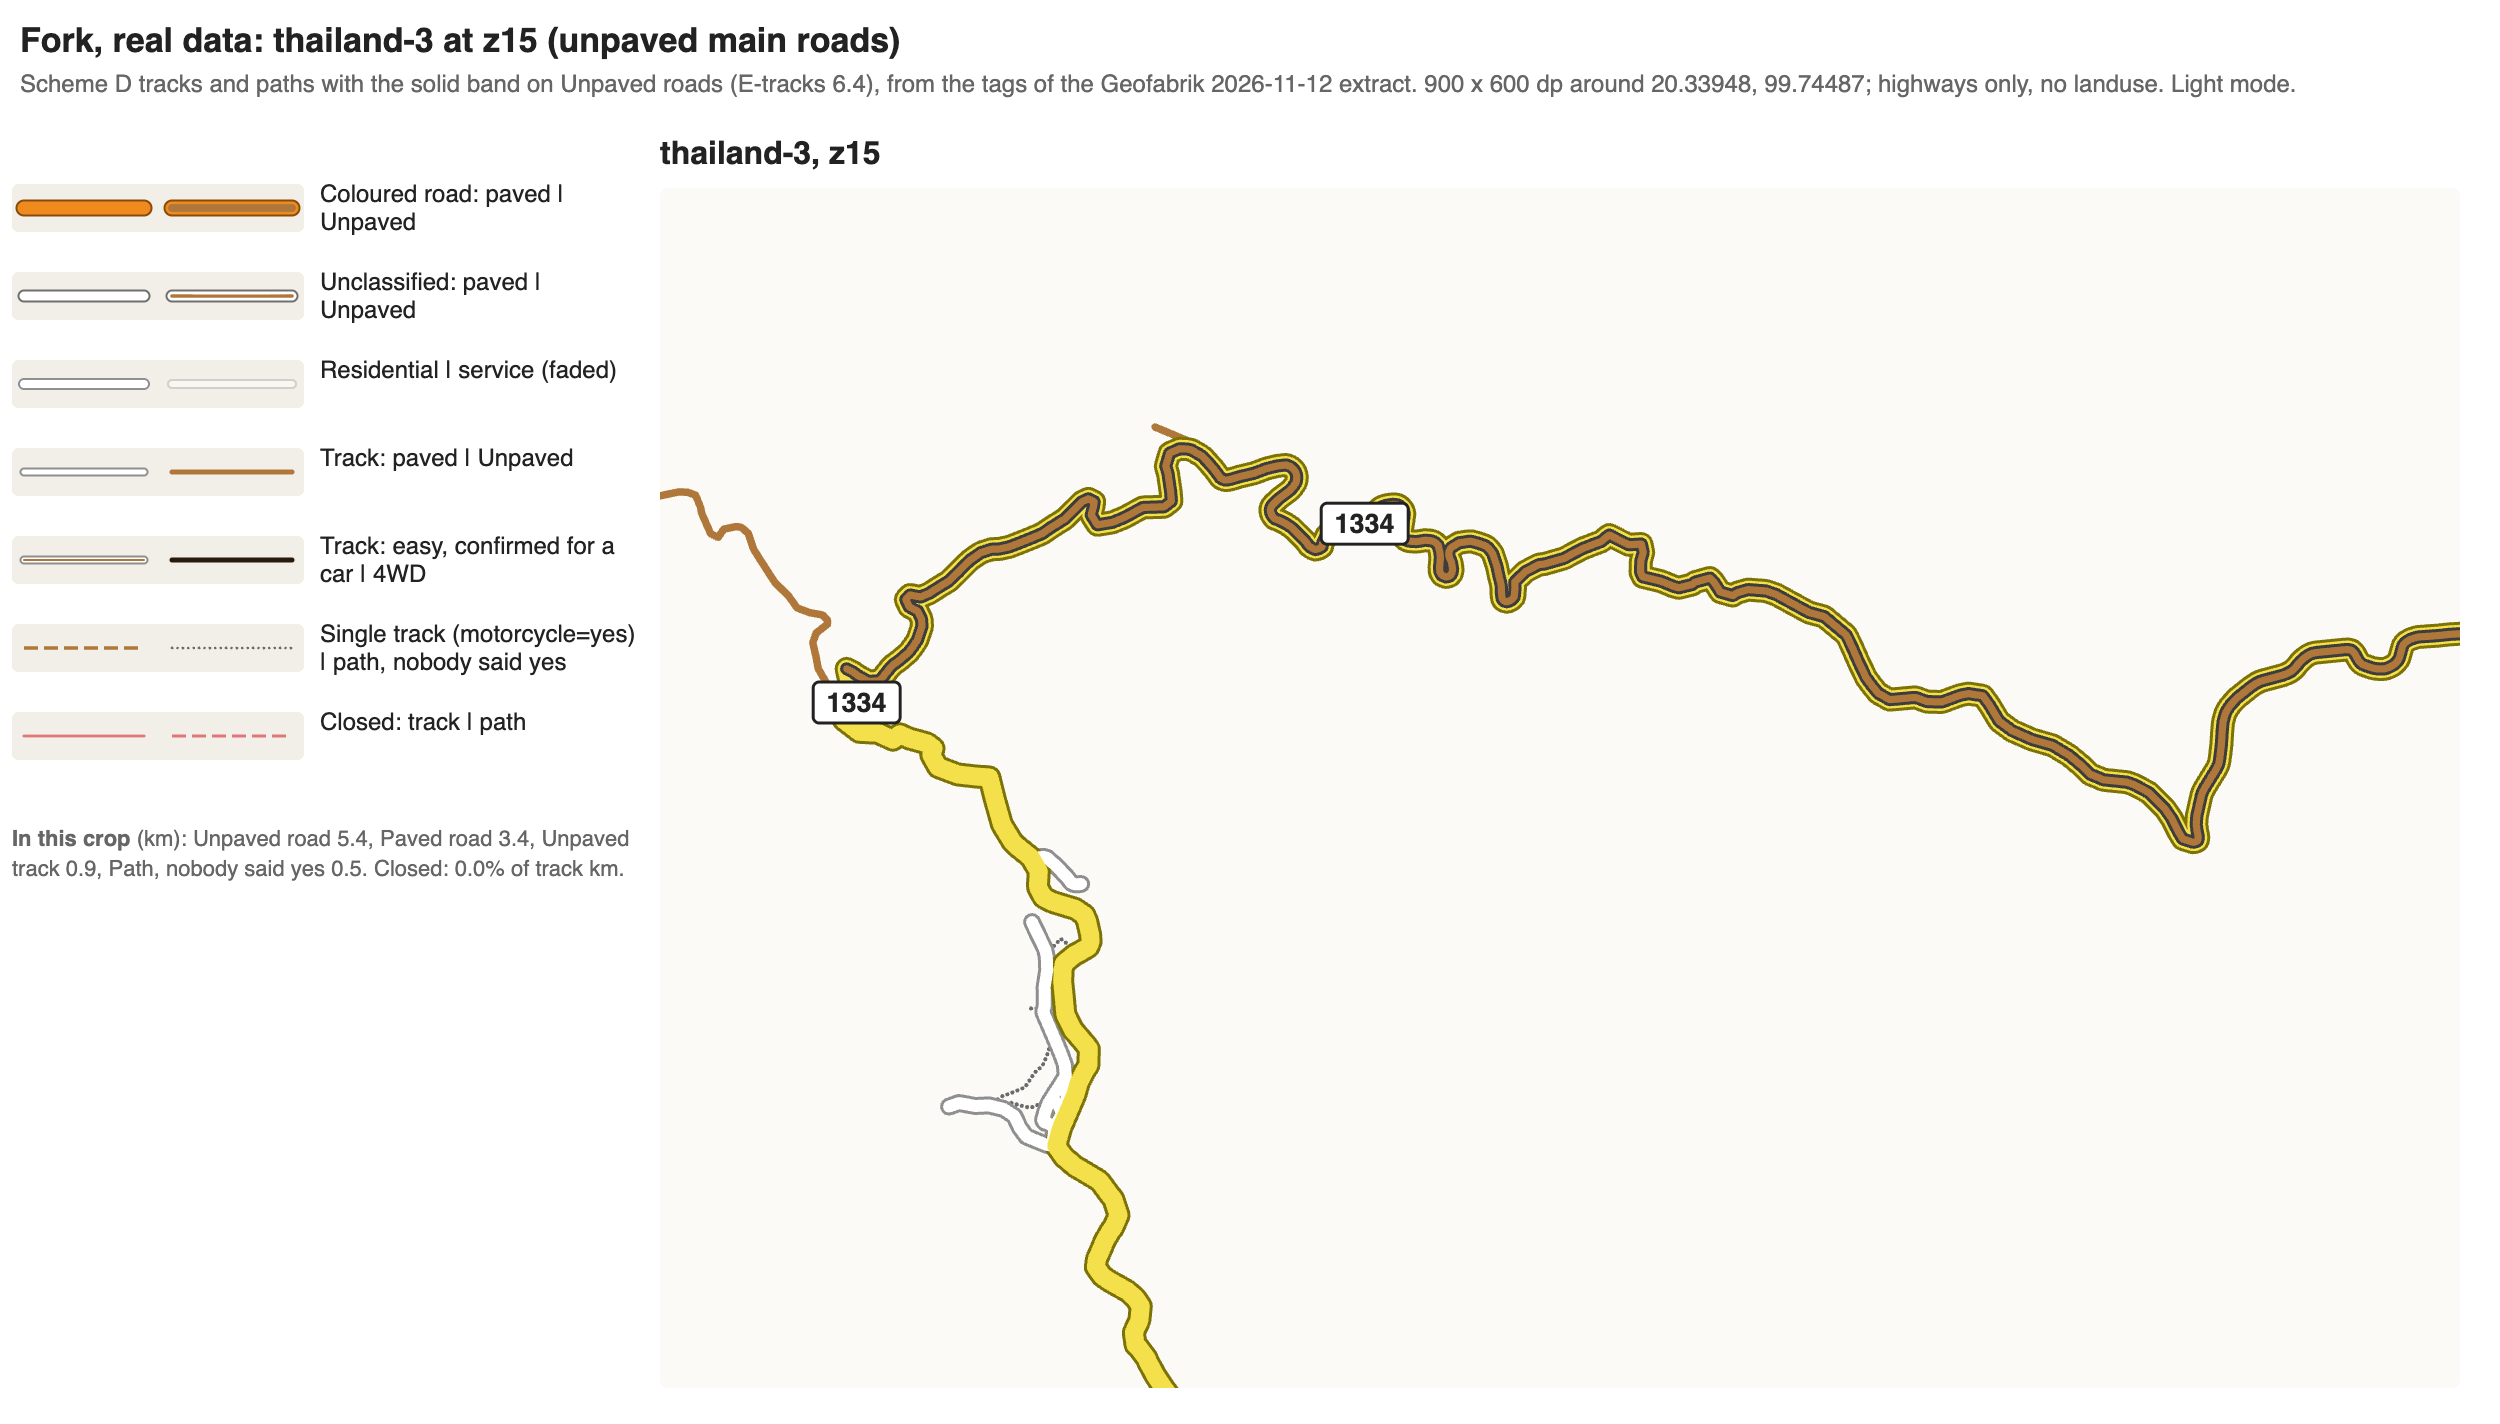 Fork, real data: thailand-3 at z15 (unpaved main roads)
Scheme D tracks and paths with the solid band on Unpaved roads (E-tracks 6.4), from the tags of the Geofabrik 2026-11-12 extract. 900 x 600 dp around 20.33948, 99.74487; highways only, no landuse. Light mode.
thailand-3, z15
Coloured road: paved |
Unpaved
Unclassified: paved |
Unpaved
Residential | service (faded)
Track: paved | Unpaved
Track: easy, confirmed for a
car | 4WD
Single track (motorcycle=yes)
| path, nobody said yes
Closed: track | path
In this crop (km): Unpaved road 5.4, Paved road 3.4, Unpaved
track 0.9, Path, nobody said yes 0.5. Closed: 0.0% of track km.
1334
1334